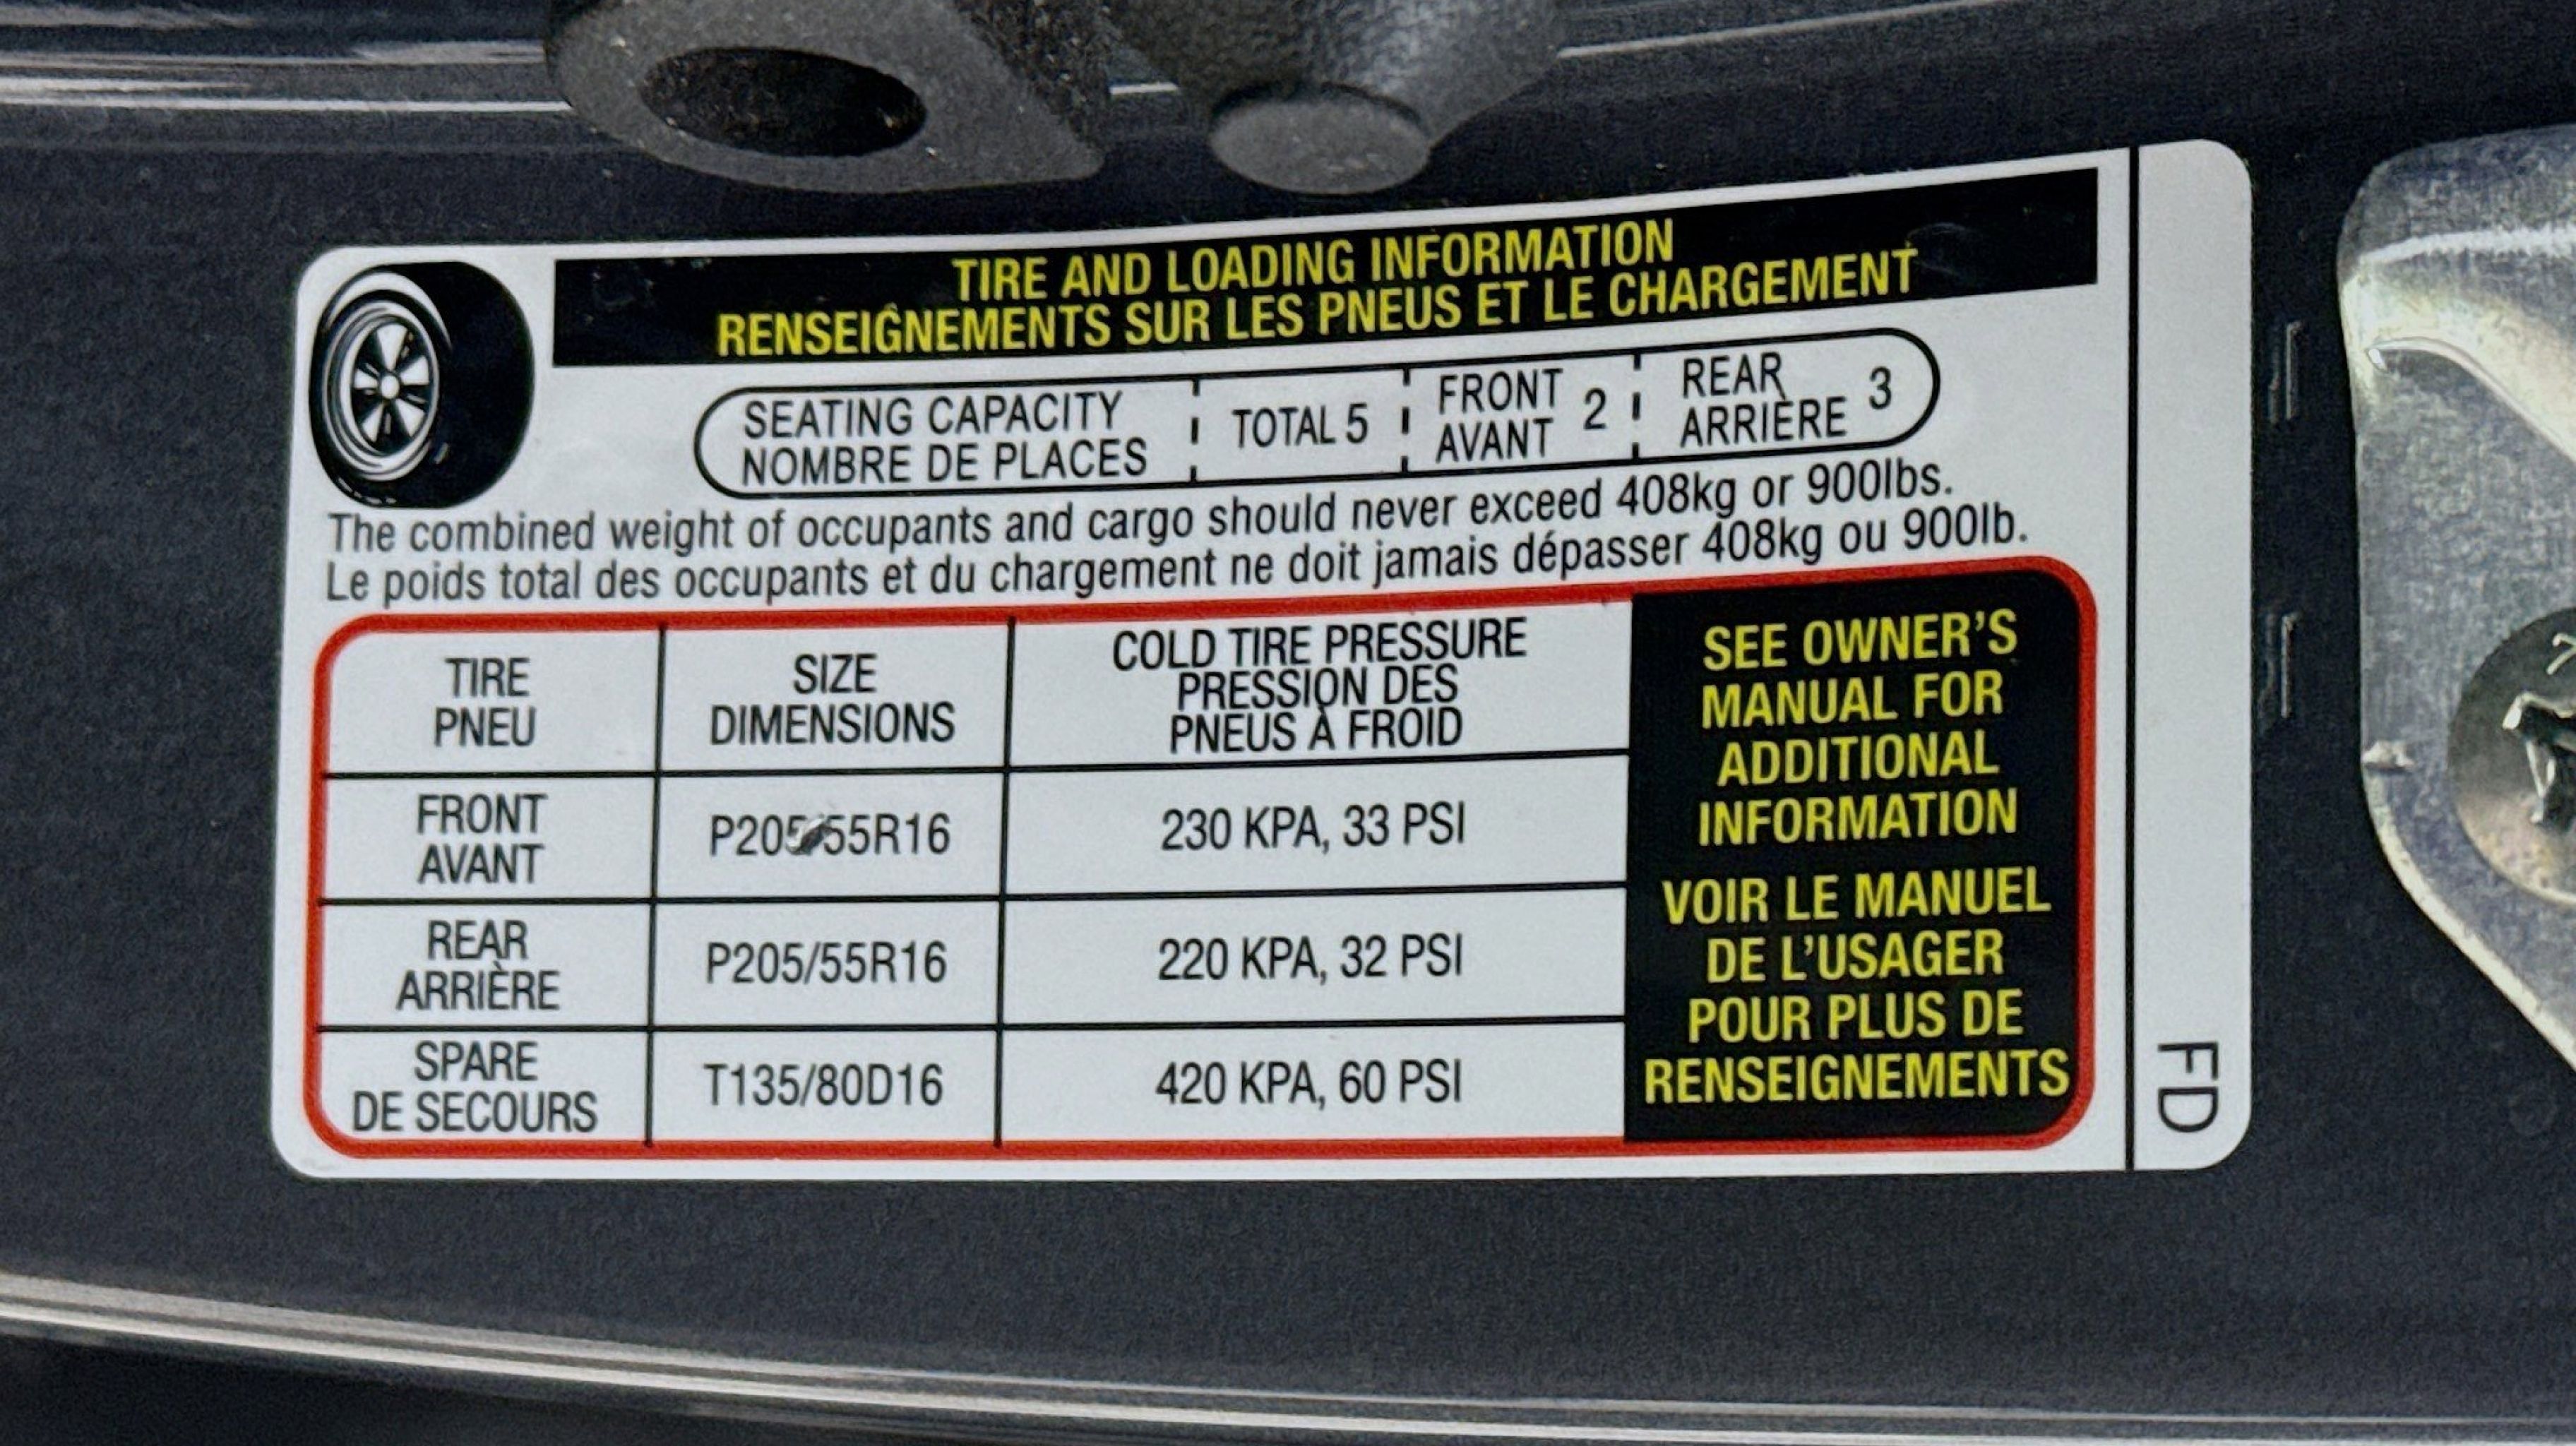 TIRE AND LOADING INFORMATION
RENSEIGNEMENTS SUR LES PNEUS ET LE CHARGEMENT
SEATING CAPACITY
NOMBRE DE PLACES
TOTAL 5
FRONT
AVANT
2
REAR
ARRIÈRE
3
The combined weight of occupants and cargo should never exceed 408kg or 900lbs.
Le poids total des occupants et du chargement ne doit jamais dépasser 408kg ou 900lb.
TIRE
PNEU
SIZE
DIMENSIONS
COLD TIRE PRESSURE
PRESSION DES
PNEUS À FROID
FRONT
AVANT
P205/55R16
230 KPA, 33 PSI
REAR
ARRIÈRE
P205/55R16
220 KPA, 32 PSI
SPARE
DE SECOURS
T135/80D16
420 KPA, 60 PSI
SEE OWNER'S
MANUAL FOR
ADDITIONAL
INFORMATION
VOIR LE MANUEL
DE L'USAGER
POUR PLUS DE
RENSEIGNEMENTS
FD